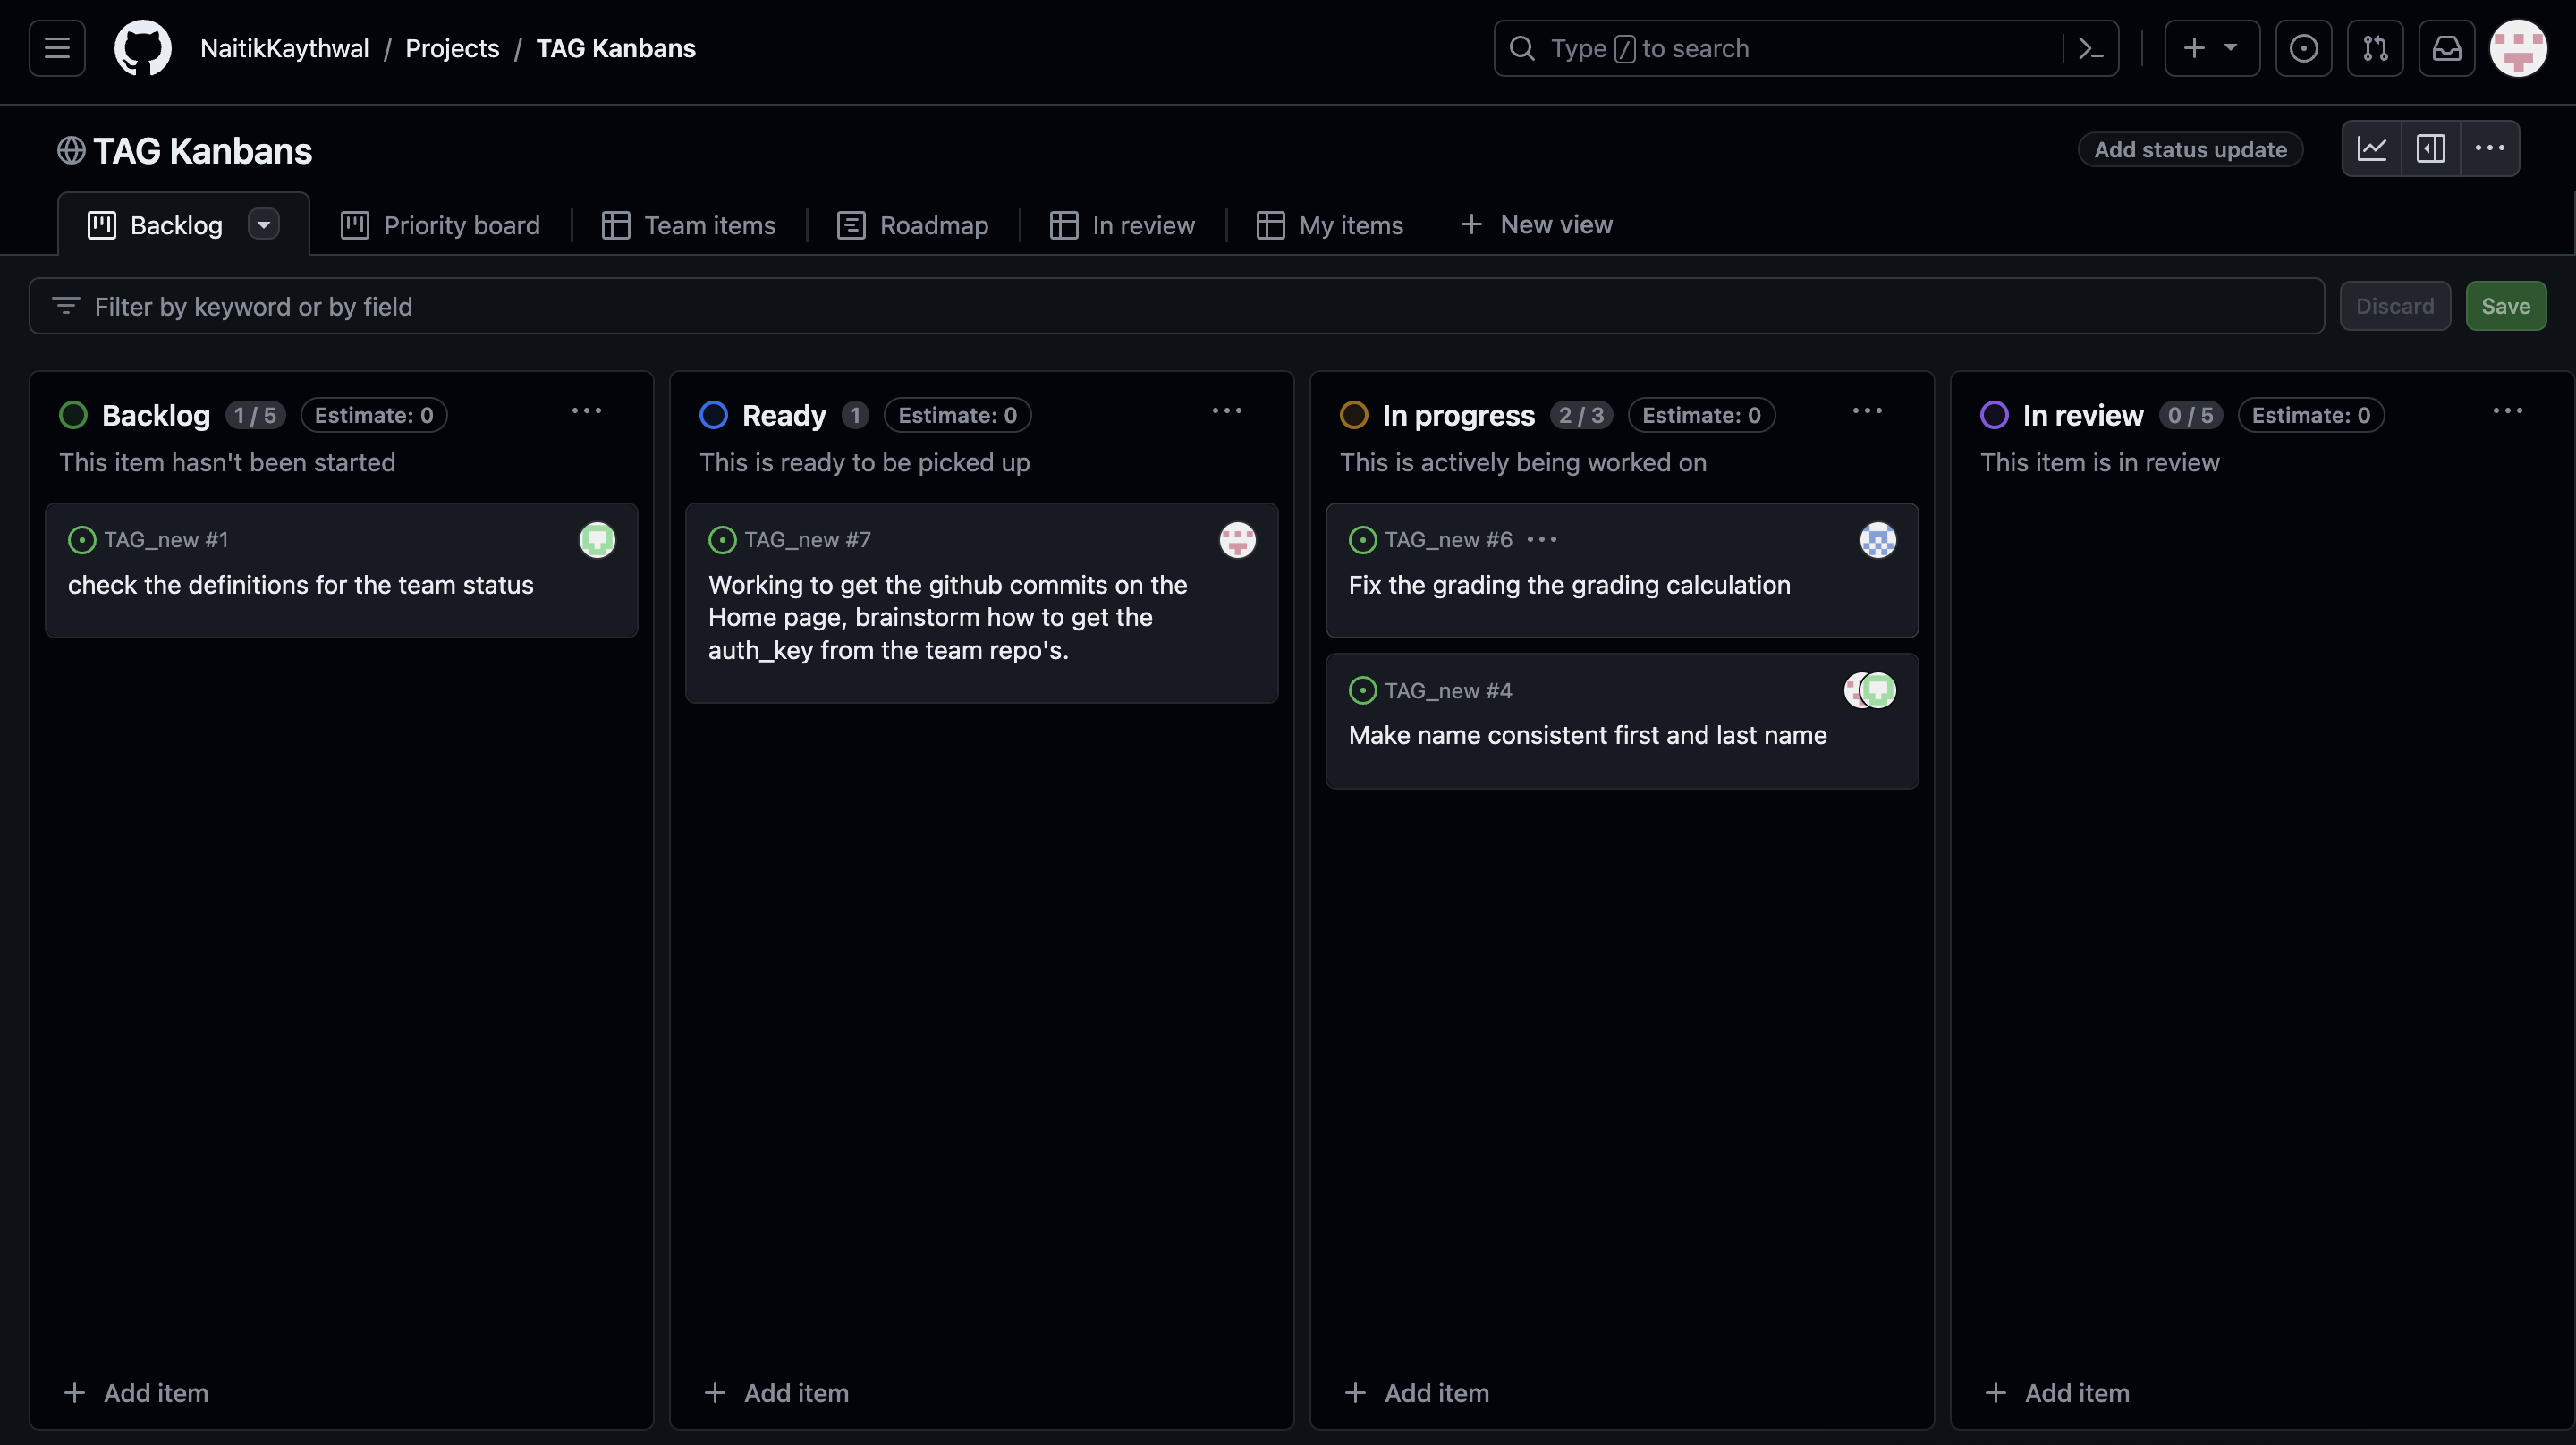 NaitikKaythwal / Projects / TAG Kanbans
Type / to search
TAG Kanbans
Add status update
Backlog
Priority board
Team items
Roadmap
In review
My items
New view
Filter by keyword or by field
Discard
Save
Backlog 1 / 5 Estimate: 0
This item hasn't been started
TAG_new #1
check the definitions for the team status
Add item
Ready 1 Estimate: 0
This is ready to be picked up
TAG_new #7
Working to get the github commits on the
Home page, brainstorm how to get the
auth_key from the team repo's.
Add item
In progress 2 / 3 Estimate: 0
This is actively being worked on
TAG_new #6
Fix the grading the grading calculation
TAG_new #4
Make name consistent first and last name
Add item
In review 0 / 5 Estimate: 0
This item is in review
Add item